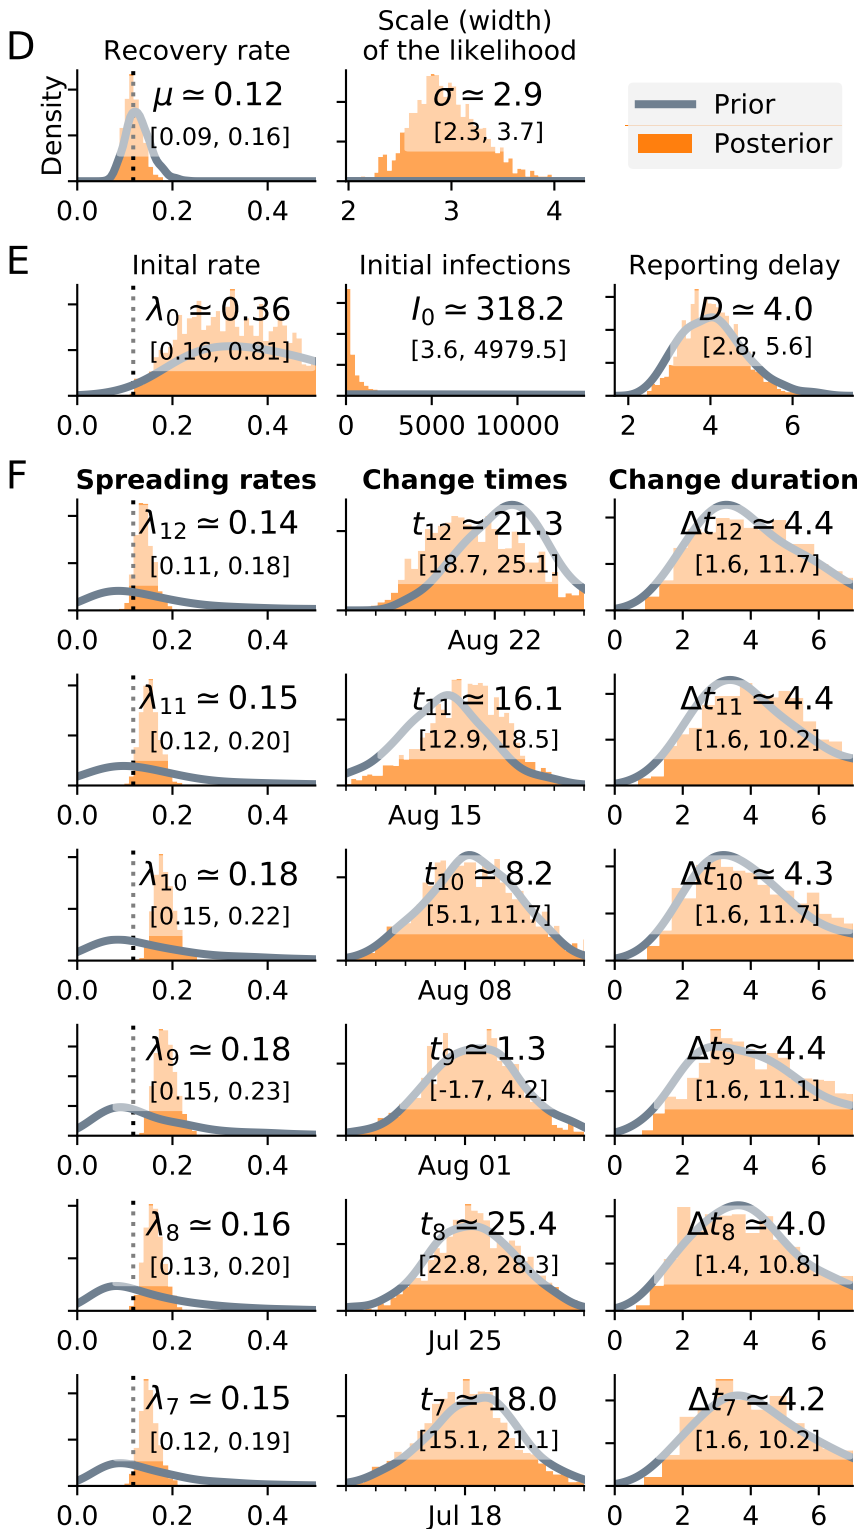 D
Recovery rate
Density
μ ≃ 0.12
[0.09, 0.16]
0.0 0.2 0.4
Scale (width)
of the likelihood
σ ≃ 2.9
[2.3, 3.7]
2 3 4
Prior
Posterior
E
Inital rate
λ0 ≃ 0.36
[0.16, 0.81]
0.0 0.2 0.4
Initial infections
I0 ≃ 318.2
[3.6, 4979.5]
0 5000 10000
Reporting delay
D ≃ 4.0
[2.8, 5.6]
2 4 6
F
Spreading rates Change times Change duration
λ12 ≃ 0.14
[0.11, 0.18]
0.0 0.2 0.4
t12 ≃ 21.3
[18.7, 25.1]
Aug 22
Δt12 ≃ 4.4
[1.6, 11.7]
0 2 4 6
λ11 ≃ 0.15
[0.12, 0.20]
0.0 0.2 0.4
t11 ≃ 16.1
[12.9, 18.5]
Aug 15
Δt11 ≃ 4.4
[1.6, 10.2]
0 2 4 6
λ10 ≃ 0.18
[0.15, 0.22]
0.0 0.2 0.4
t10 ≃ 8.2
[5.1, 11.7]
Aug 08
Δt10 ≃ 4.3
[1.6, 11.7]
0 2 4 6
λ9 ≃ 0.18
[0.15, 0.23]
0.0 0.2 0.4
t9 ≃ 1.3
[-1.7, 4.2]
Aug 01
Δt9 ≃ 4.4
[1.6, 11.1]
0 2 4 6
λ8 ≃ 0.16
[0.13, 0.20]
0.0 0.2 0.4
t8 ≃ 25.4
[22.8, 28.3]
Jul 25
Δt8 ≃ 4.0
[1.4, 10.8]
0 2 4 6
λ7 ≃ 0.15
[0.12, 0.19]
0.0 0.2 0.4
t7 ≃ 18.0
[15.1, 21.1]
Jul 18
Δt7 ≃ 4.2
[1.6, 10.2]
0 2 4 6